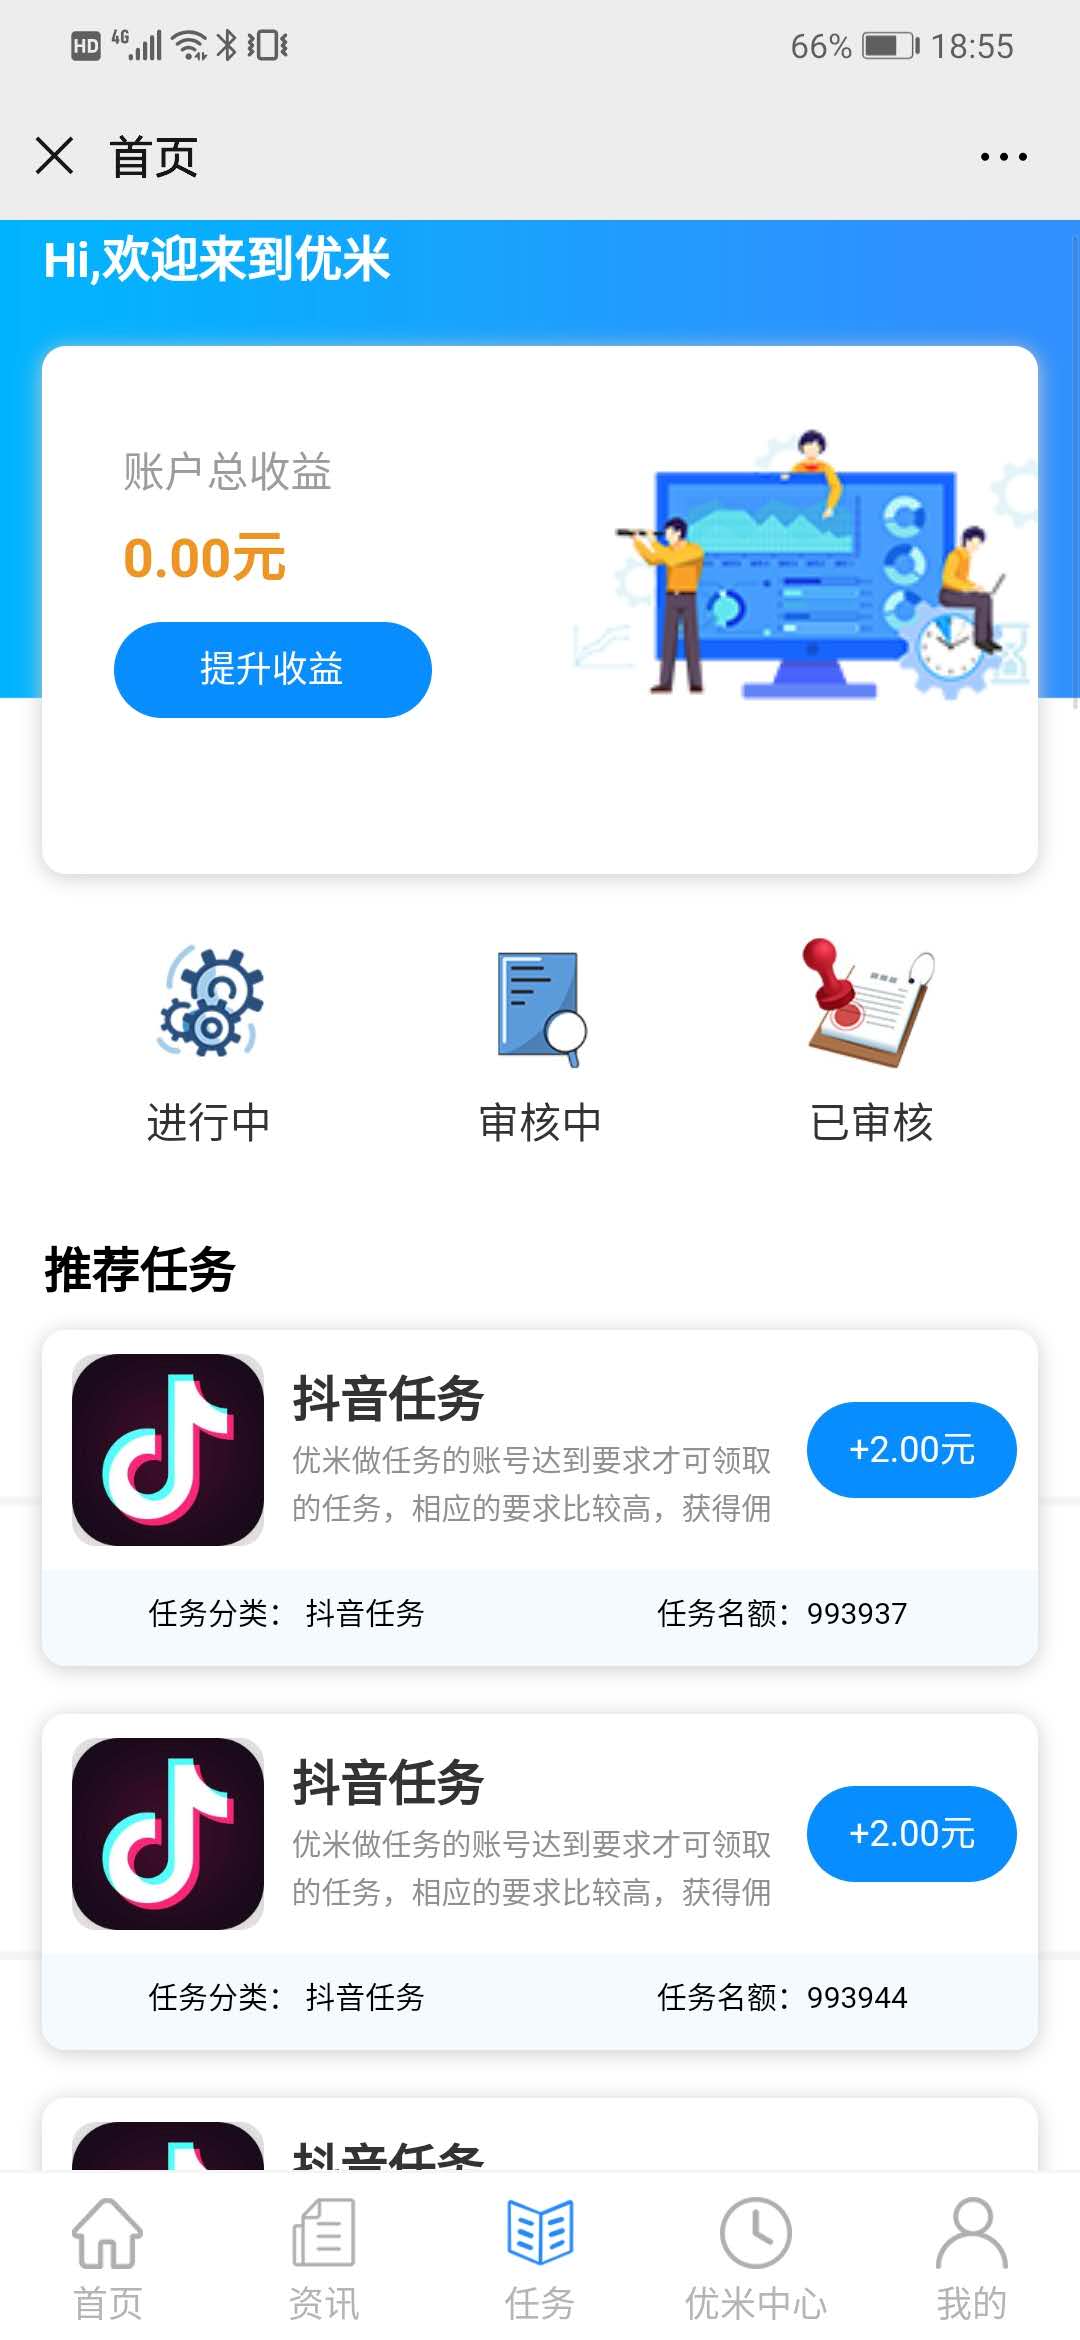 HD 4G 66% 18:55
首页
Hi,欢迎来到优米
账户总收益
0.00元
提升收益
进行中 审核中 已审核
推荐任务
抖音任务
优米做任务的账号达到要求才可领取
的任务，相应的要求比较高，获得佣
+2.00元
任务分类： 抖音任务 任务名额：993937
抖音任务
优米做任务的账号达到要求才可领取
的任务，相应的要求比较高，获得佣
+2.00元
任务分类： 抖音任务 任务名额：993944
抖音任务
首页 资讯 任务 优米中心 我的